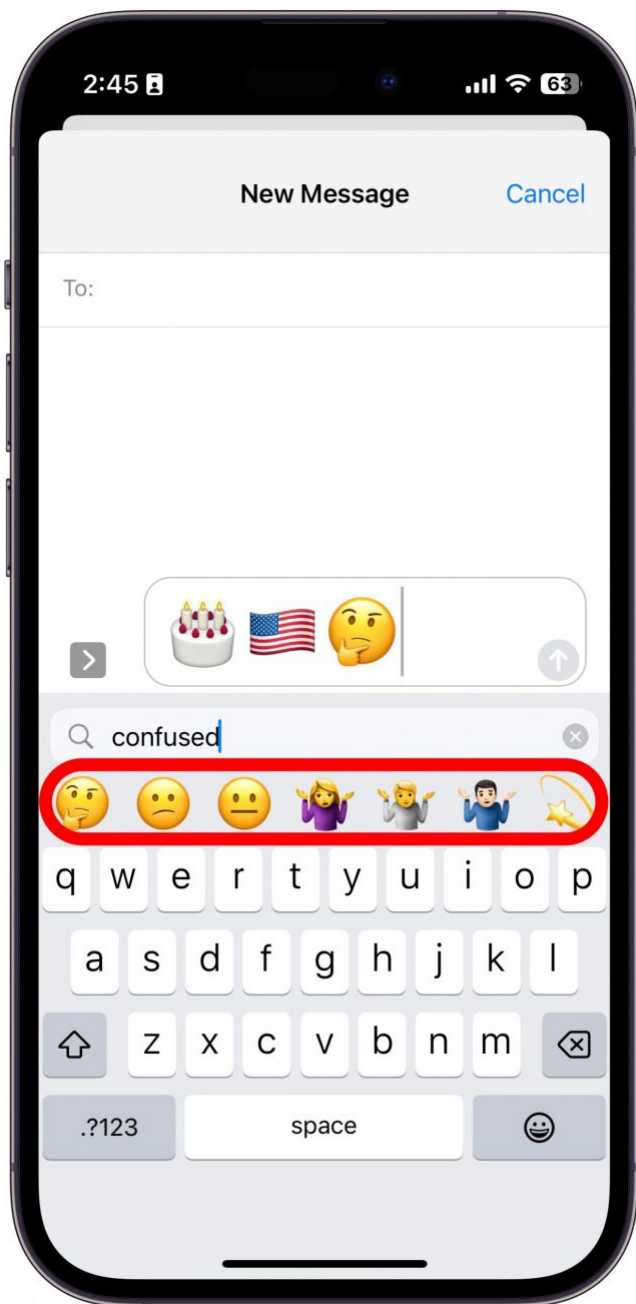 2:45 63
New Message Cancel
To:
confused
q w e r t y u i o p
a s d f g h j k l
z x c v b n m
.?123 space